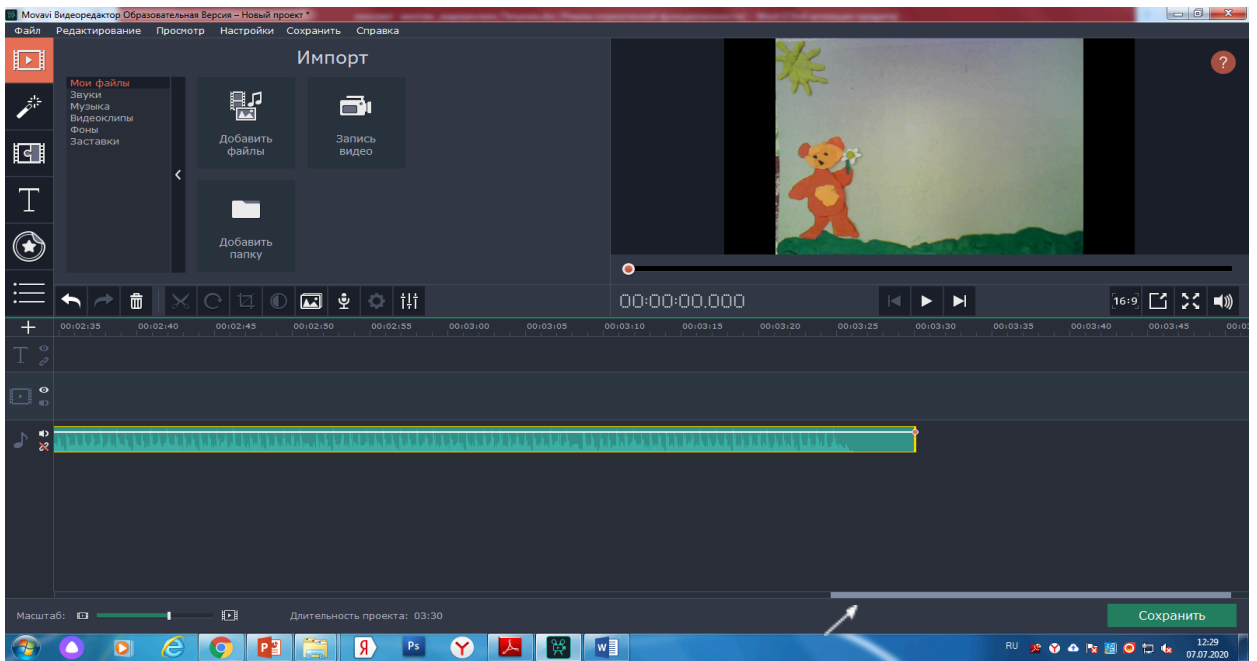 Movavi Видеоредактор Образовательная Версия – Новый проект *
Файл Редактирование Просмотр Настройки Сохранить Справка
Импорт
Мои файлы
Звуки
Музыка
Видеоклипы
Фоны
Заставки
Добавить
файлы
Запись
видео
Добавить
папку
?
T
00:00:00.000
16:9
00:02:35 00:02:40 00:02:45 00:02:50 00:02:55 00:03:00 00:03:05 00:03:10 00:03:15 00:03:20 00:03:25 00:03:30 00:03:35 00:03:40 00:03:45
T
Масштаб:
Длительность проекта: 03:30
Сохранить
Я Ps Y W
RU
12:29
07.07.2020